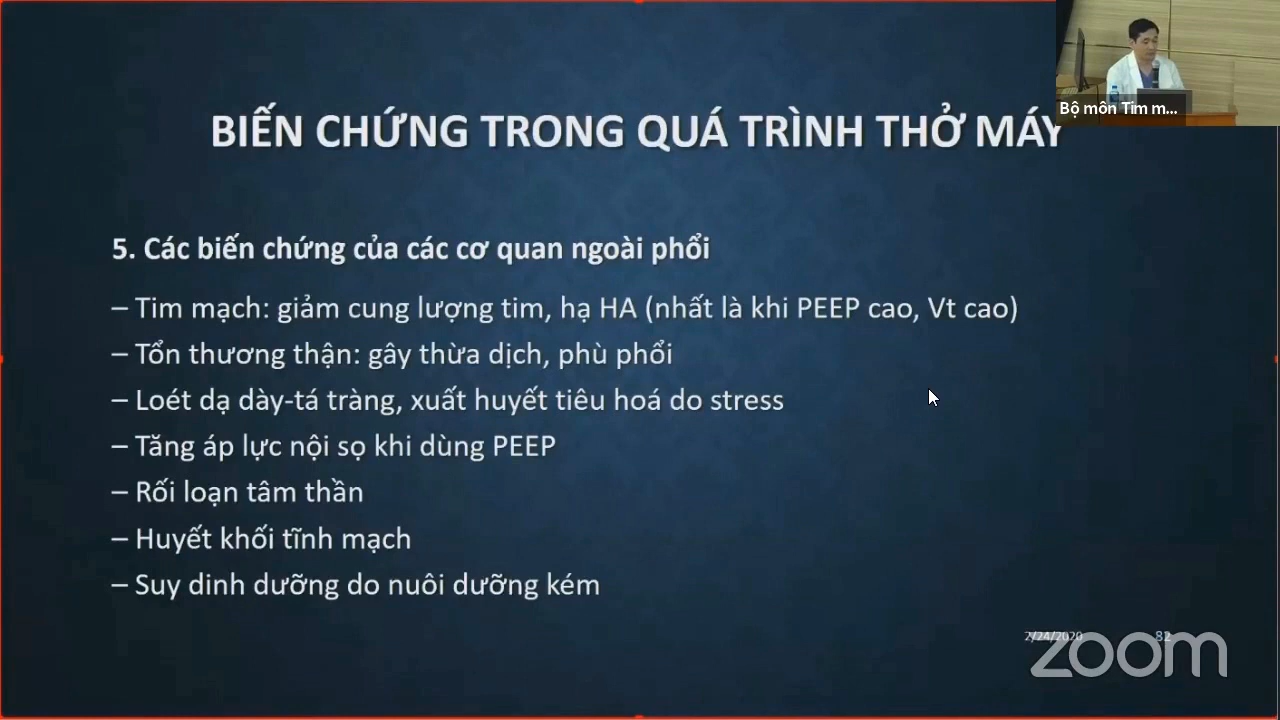 Bộ môn Tim m...
BIẾN CHỨNG TRONG QUÁ TRÌNH THỞ MÁY
5. Các biến chứng của các cơ quan ngoài phổi
– Tim mạch: giảm cung lượng tim, hạ HA (nhất là khi PEEP cao, Vt cao)
– Tổn thương thận: gây thừa dịch, phù phổi
– Loét dạ dày-tá tràng, xuất huyết tiêu hoá do stress
– Tăng áp lực nội sọ khi dùng PEEP
– Rối loạn tâm thần
– Huyết khối tĩnh mạch
– Suy dinh dưỡng do nuôi dưỡng kém
2/24/2020 82
zoom